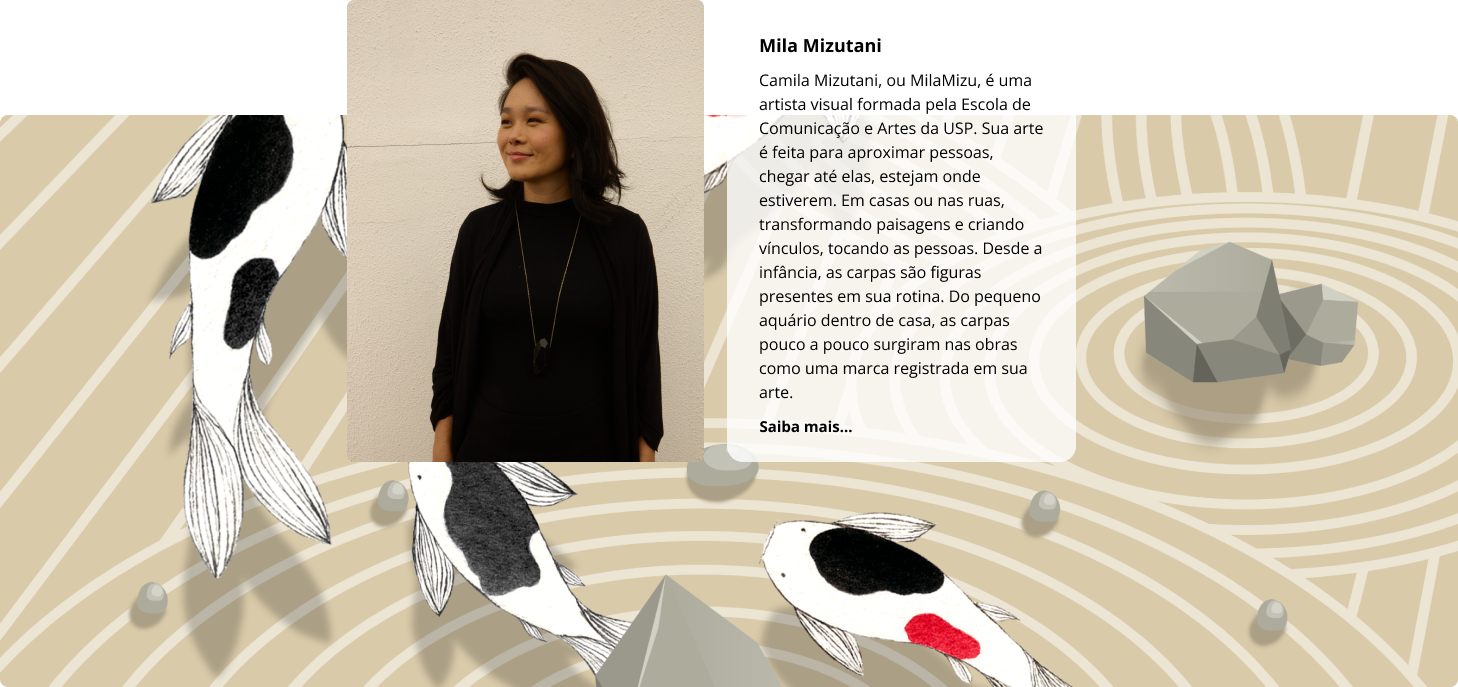 Mila Mizutani
Camila Mizutani, ou MilaMizu, é uma
artista visual formada pela Escola de
Comunicação e Artes da USP. Sua arte
é feita para aproximar pessoas,
chegar até elas, estejam onde
estiverem. Em casas ou nas ruas,
transformando paisagens e criando
vínculos, tocando as pessoas. Desde a
infância, as carpas são figuras
presentes em sua rotina. Do pequeno
aquário dentro de casa, as carpas
pouco a pouco surgiram nas obras
como uma marca registrada em sua
arte.
Saiba mais...